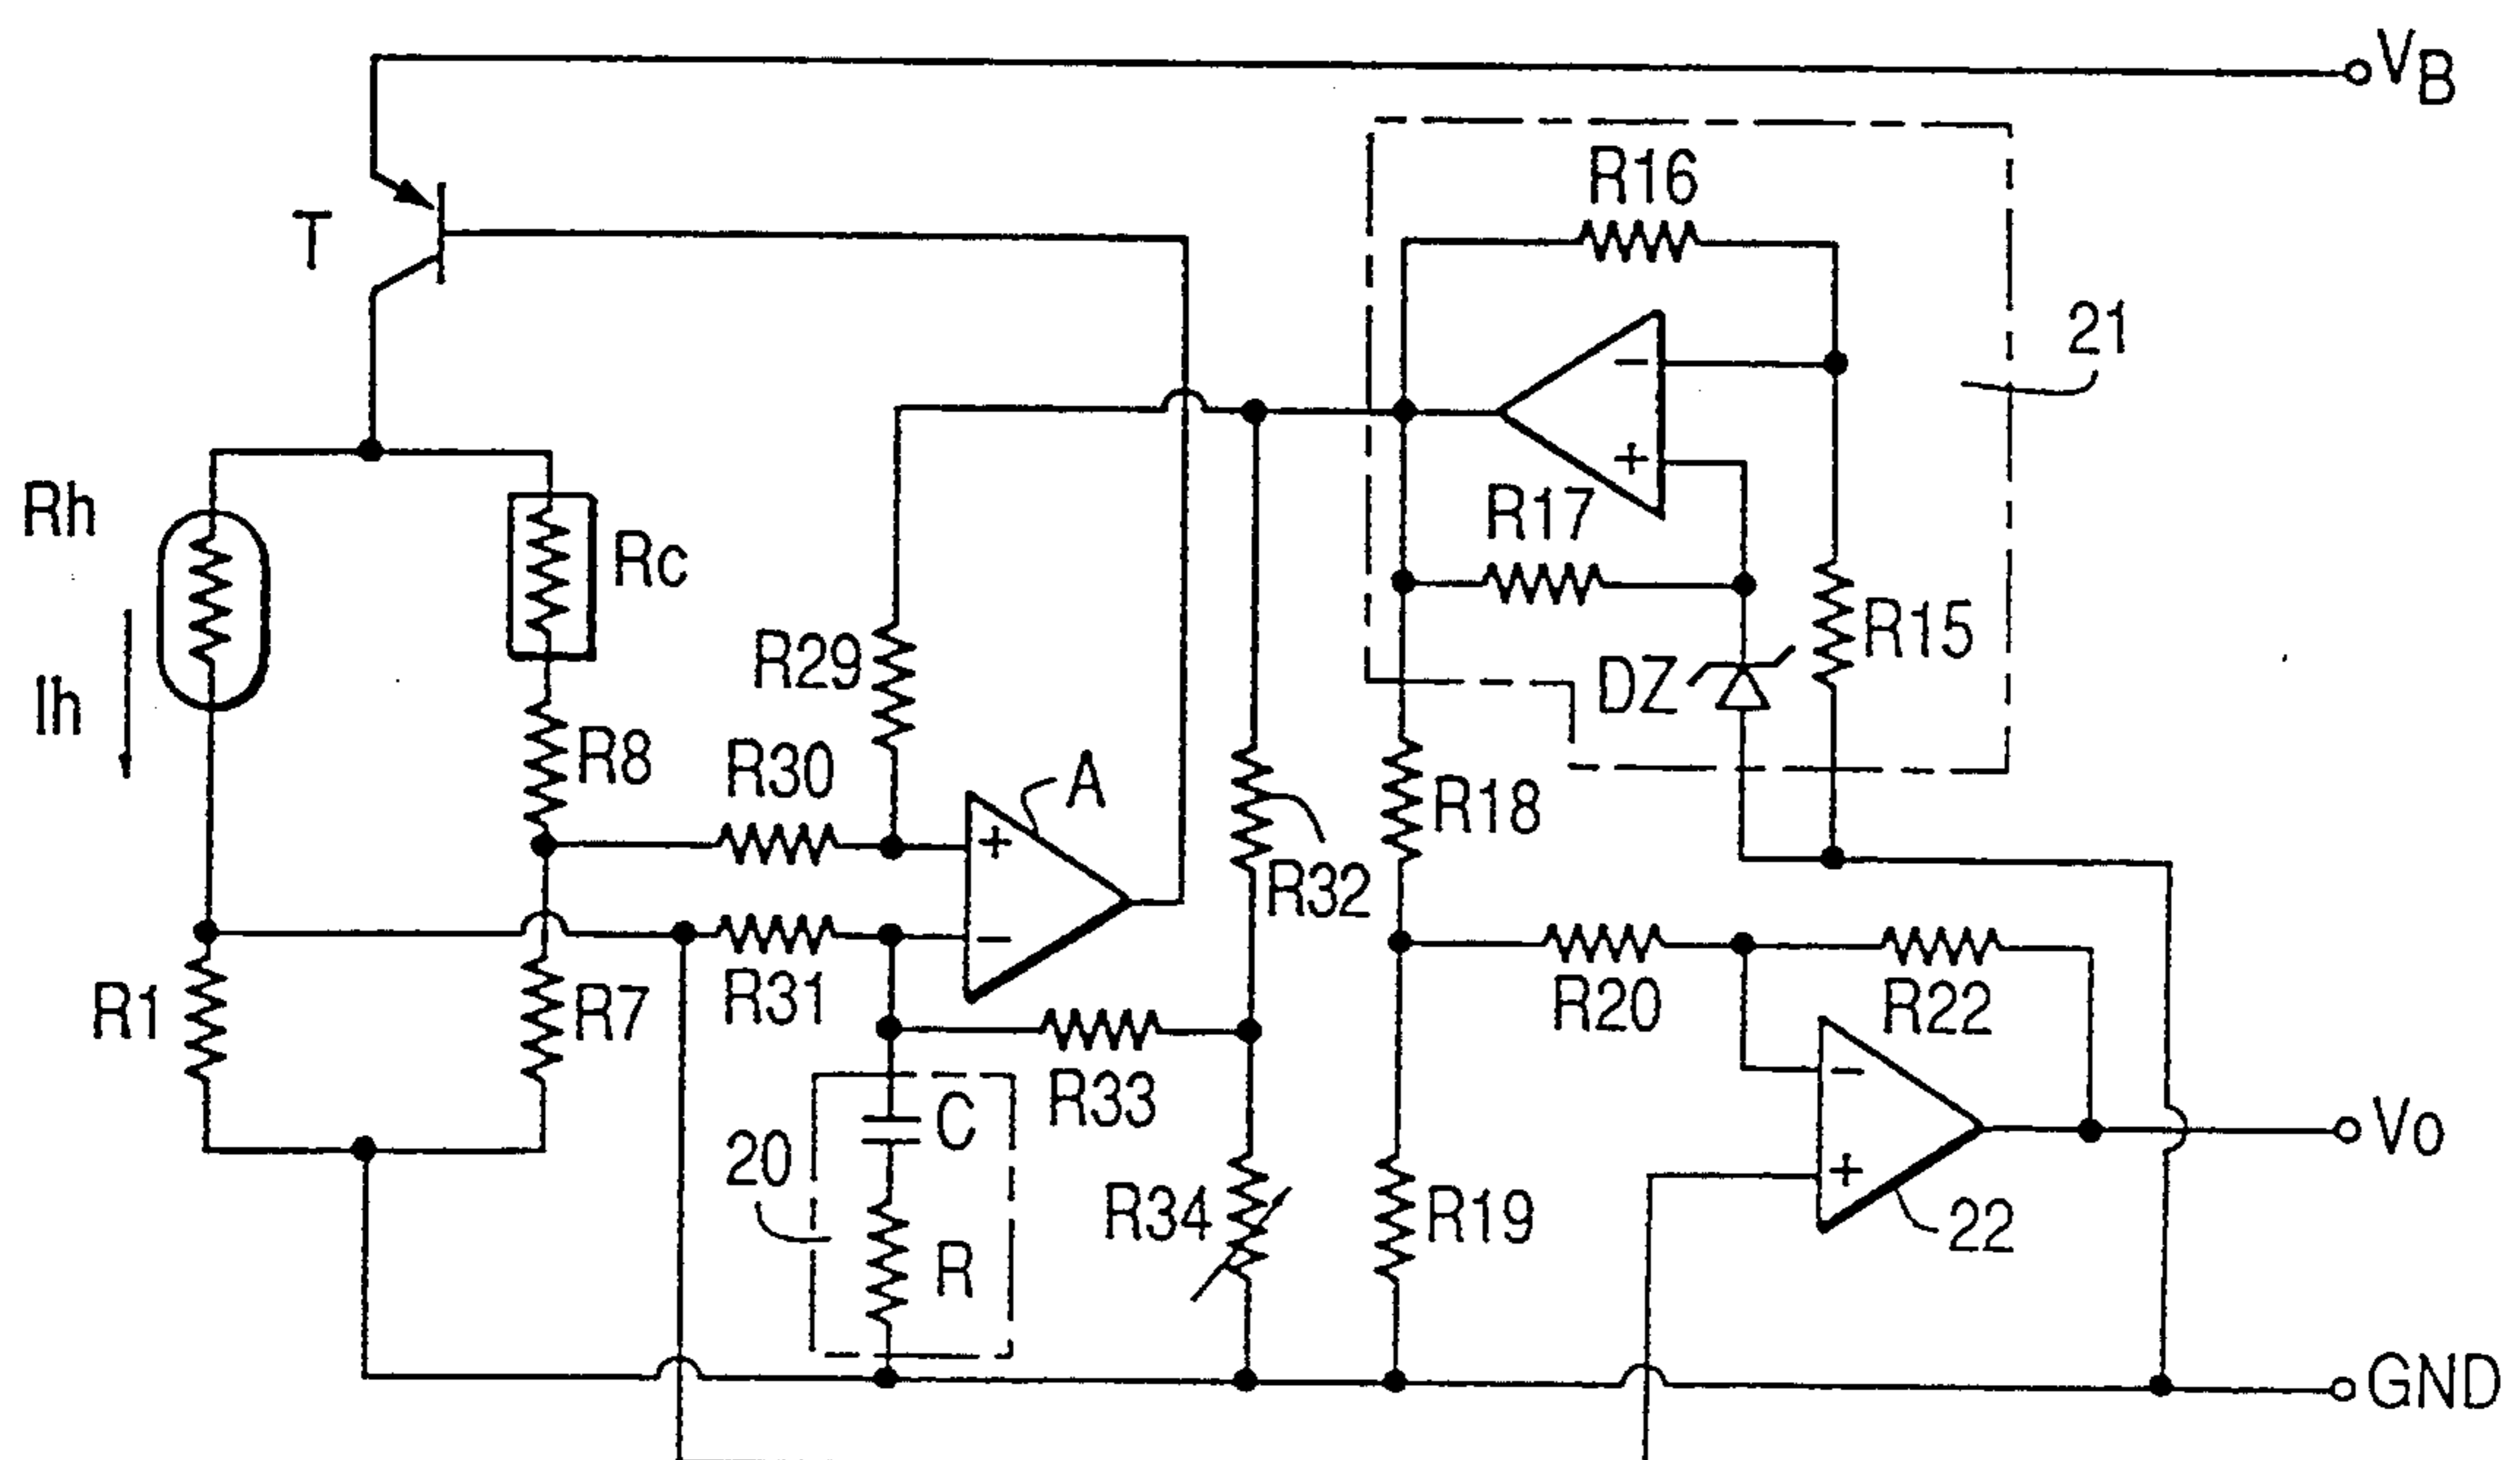 VB
R16
T
21
Rh
Rc
R17
R15
R29
DZ
Ih
R8
R30
A
R18
R32
R1
R7
R31
R20
R22
C
R33
20
Vo
R34
R19
R
22
GND
+
−
−
+
−
+